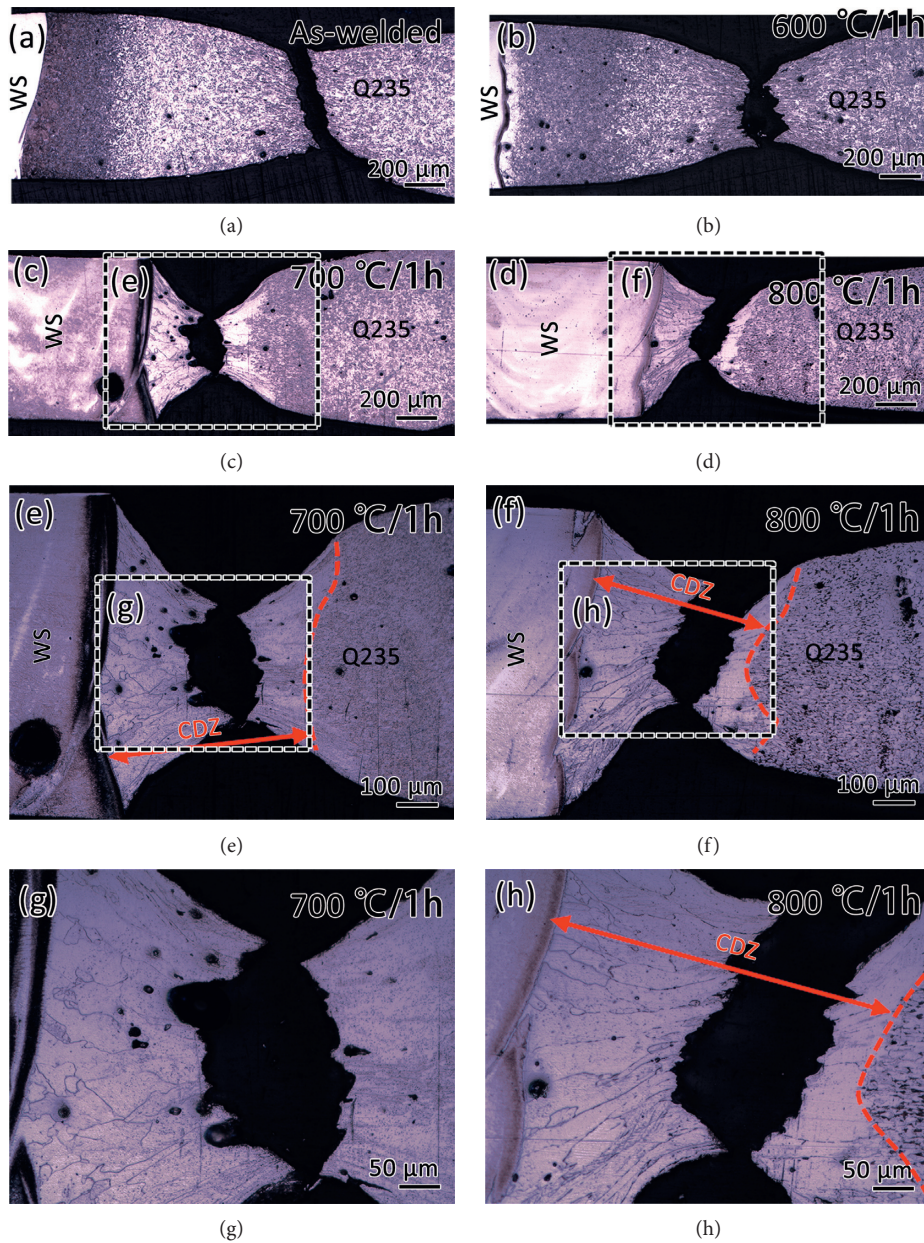 (a)
As-welded
WS
Q235
200 μm
(a)
(b)
600 °C/1h
WS
Q235
200 μm
(b)
(c)
(e)
700 °C/1h
WS
Q235
200 μm
(c)
(d)
(f)
800 °C/1h
WS
Q235
200 μm
(d)
(e)
700 °C/1h
(g)
WS
Q235
CDZ
100 μm
(e)
(f)
800 °C/1h
CDZ
(h)
WS
Q235
100 μm
(f)
(g)
700 °C/1h
50 μm
(g)
(h)
800 °C/1h
CDZ
50 μm
(h)